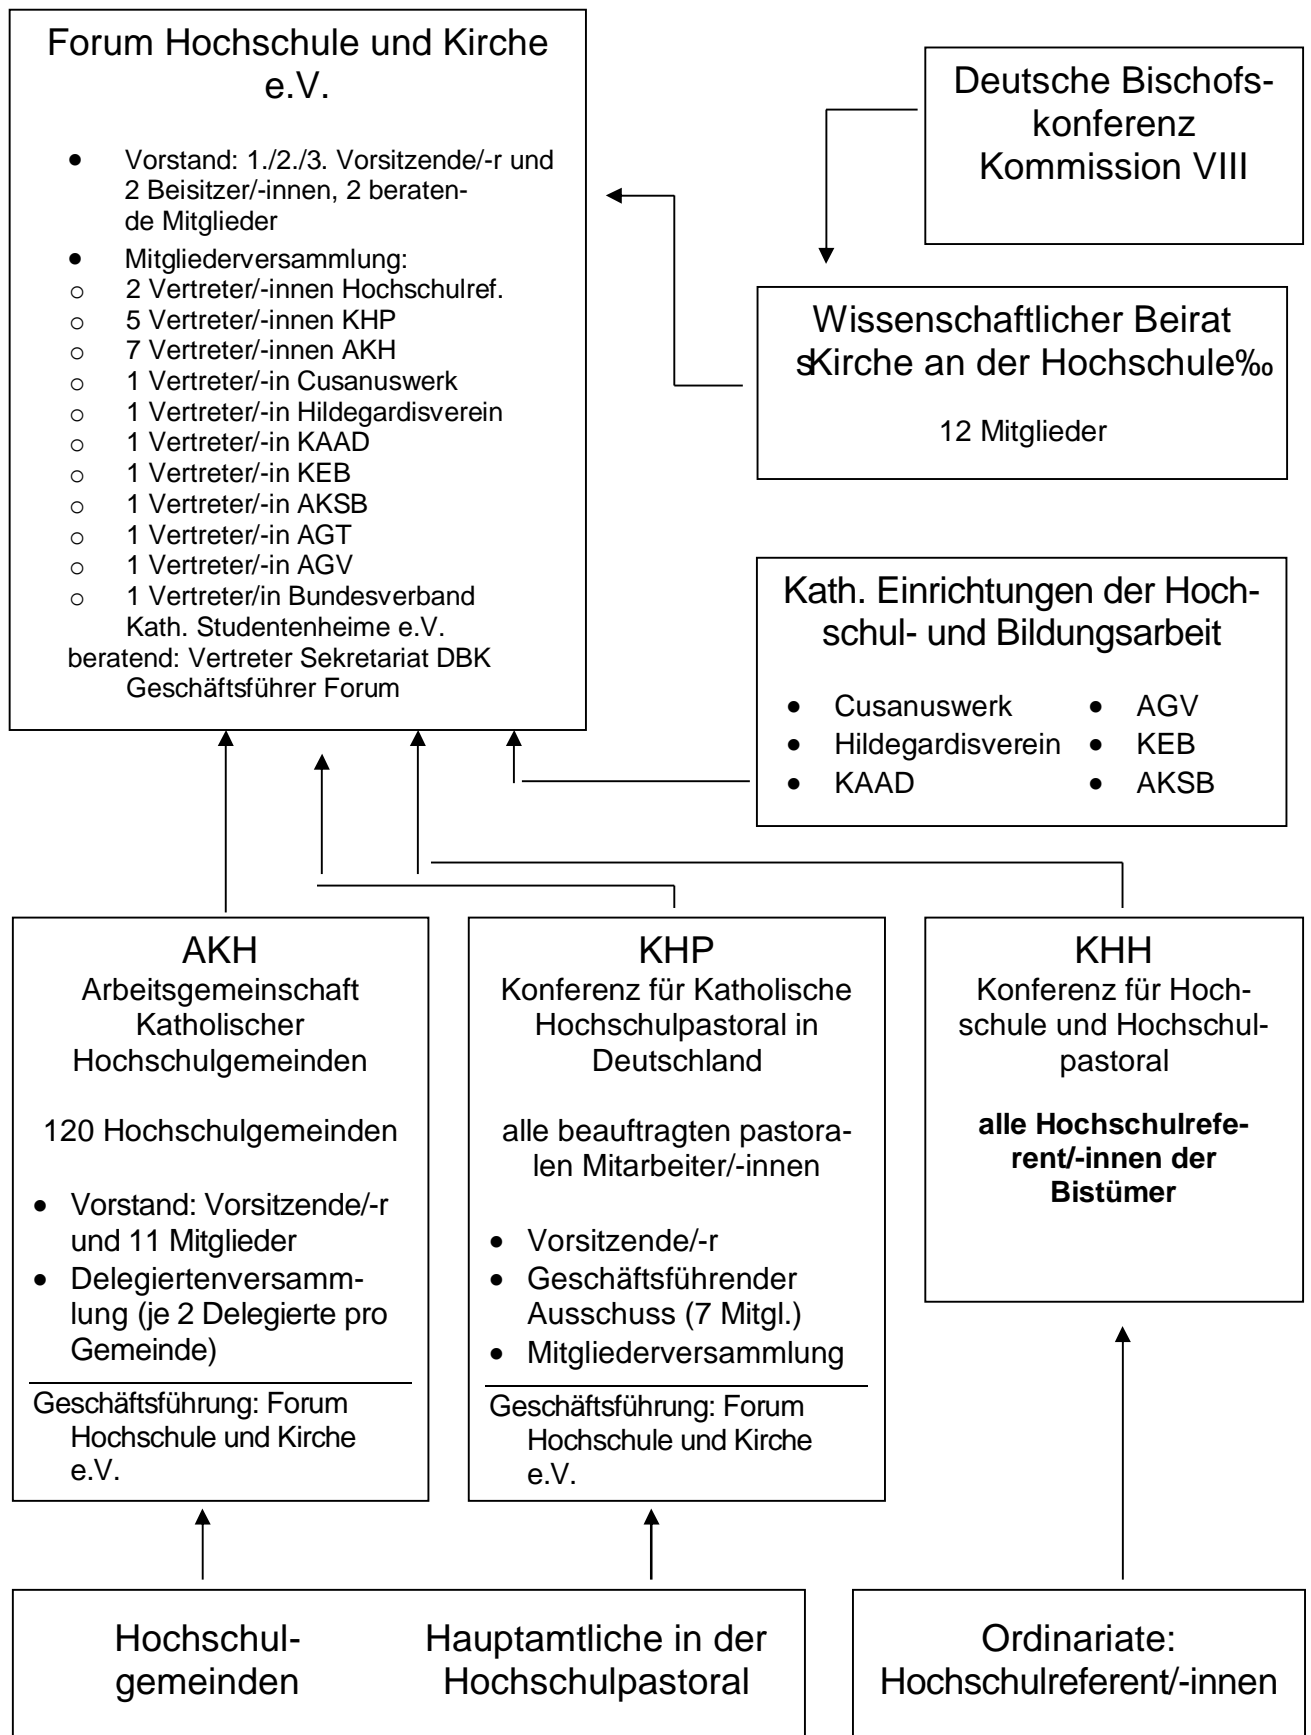 Forum Hochschule und Kirche
e.V.
• Vorstand: 1./2./3. Vorsitzende/-r und
2 Beisitzer/-innen, 2 beraten-
de Mitglieder
• Mitgliederversammlung:
o 2 Vertreter/-innen Hochschulref.
o 5 Vertreter/-innen KHP
o 7 Vertreter/-innen AKH
o 1 Vertreter/-in Cusanuswerk
o 1 Vertreter/-in Hildegardisverein
o 1 Vertreter/-in KAAD
o 1 Vertreter/-in KEB
o 1 Vertreter/-in AKSB
o 1 Vertreter/-in AGT
o 1 Vertreter/-in AGV
o 1 Vertreter/in Bundesverband
Kath. Studentenheime e.V.
beratend: Vertreter Sekretariat DBK
Geschäftsführer Forum
Deutsche Bischofs-
konferenz
Kommission VIII
Wissenschaftlicher Beirat
sKirche an der Hochschule‰
12 Mitglieder
Kath. Einrichtungen der Hoch-
schul- und Bildungsarbeit
• Cusanuswerk
• Hildegardisverein
• KAAD
• AGV
• KEB
• AKSB
AKH
Arbeitsgemeinschaft
Katholischer
Hochschulgemeinden
120 Hochschulgemeinden
• Vorstand: Vorsitzende/-r
und 11 Mitglieder
• Delegiertenversamm-
lung (je 2 Delegierte pro
Gemeinde)
Geschäftsführung: Forum
Hochschule und Kirche
e.V.
KHP
Konferenz für Katholische
Hochschulpastoral in
Deutschland
alle beauftragten pastora-
len Mitarbeiter/-innen
• Vorsitzende/-r
• Geschäftsführender
Ausschuss (7 Mitgl.)
• Mitgliederversammlung
Geschäftsführung: Forum
Hochschule und Kirche
e.V.
KHH
Konferenz für Hoch-
schule und Hochschul-
pastoral
alle Hochschulrefe-
rent/-innen der
Bistümer
Hochschul-
gemeinden
Hauptamtliche in der
Hochschulpastoral
Ordinariate:
Hochschulreferent/-innen